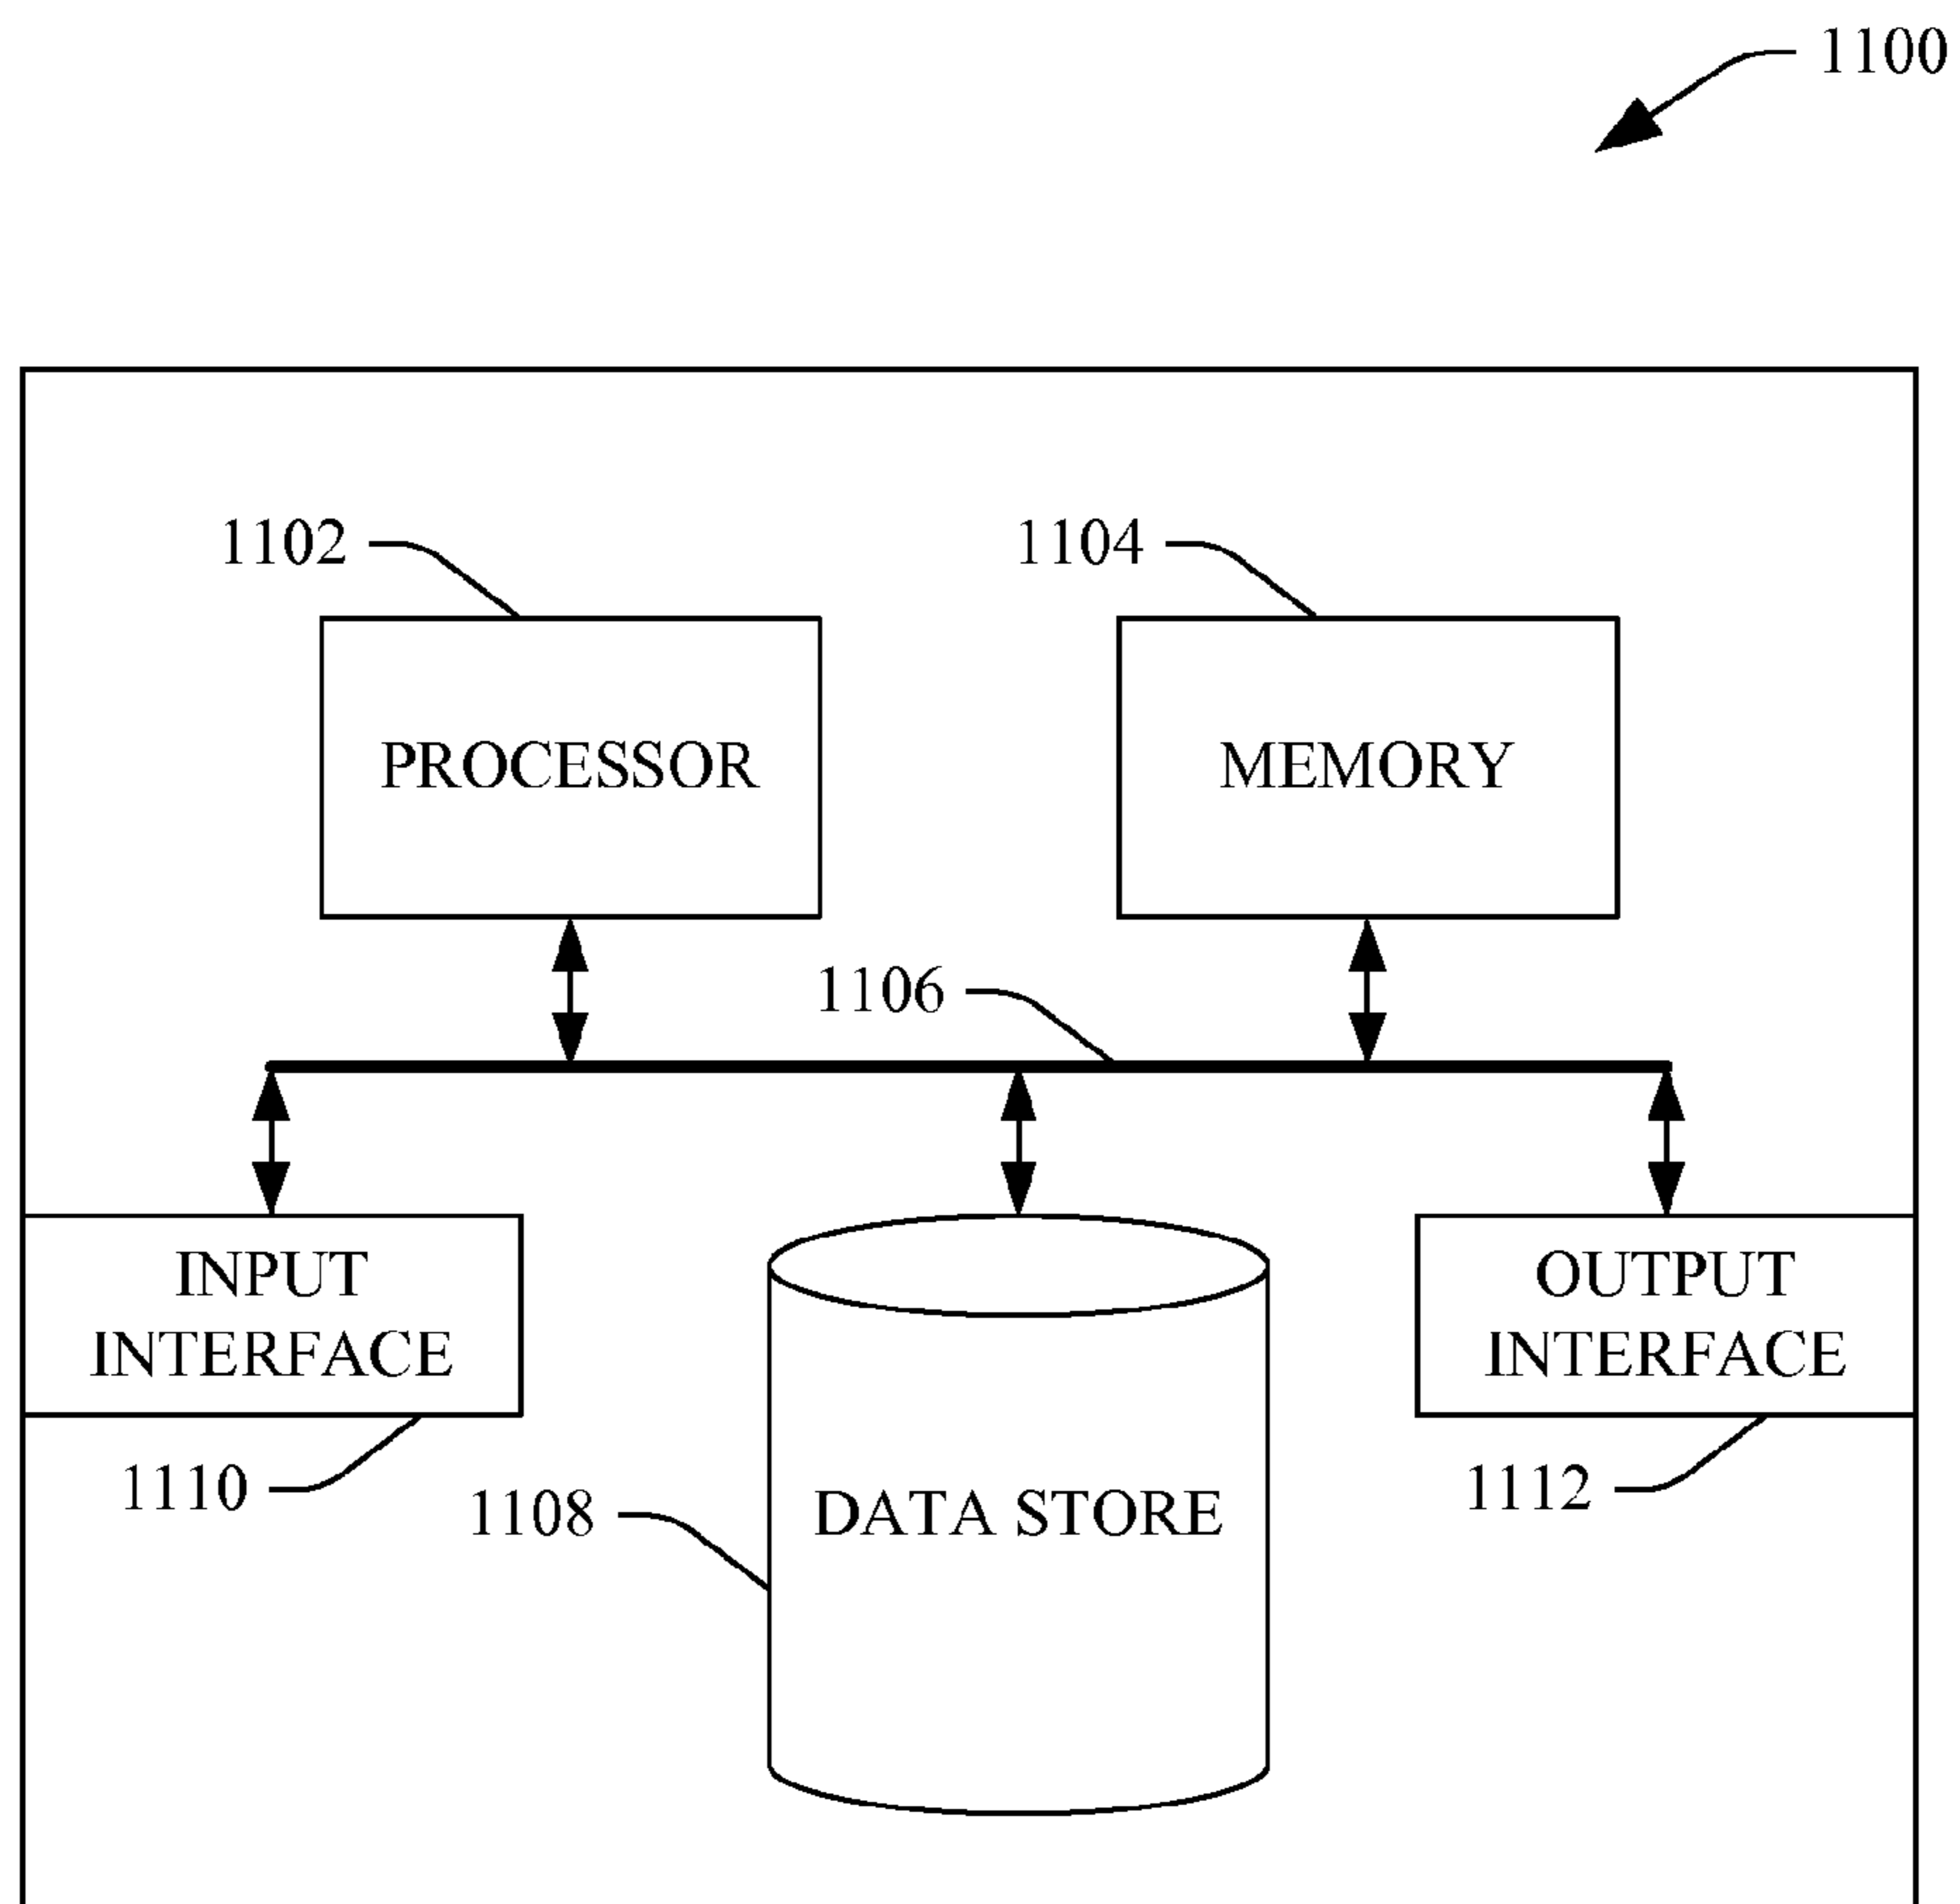 1100
1102
1104
PROCESSOR
MEMORY
1106
INPUT
INTERFACE
OUTPUT
INTERFACE
1110
1108
DATA STORE
1112